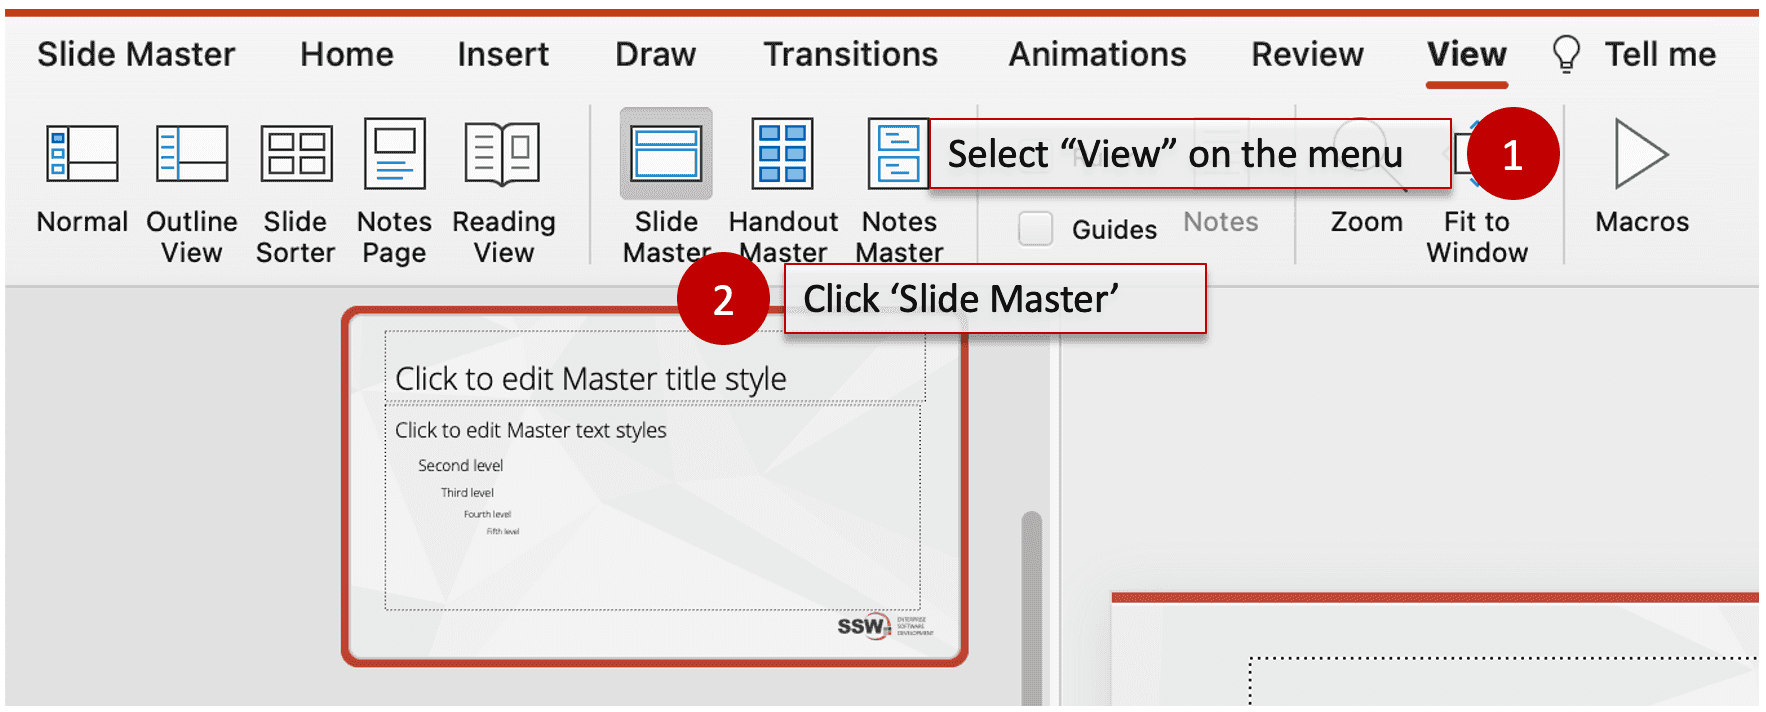 Slide Master Home Insert Draw Transitions Animations Review View Tell me
Select “View” on the menu 1
Normal Outline View Slide Sorter Notes Page Reading View Slide Master Handout Master Notes Master Guides Notes Zoom Fit to Window Macros
2 Click ‘Slide Master’
Click to edit Master title style
Click to edit Master text styles
Second level
Third level
Fourth level
Fifth level
SSW
ENTERPRISE
SOFTWARE
DEVELOPMENT